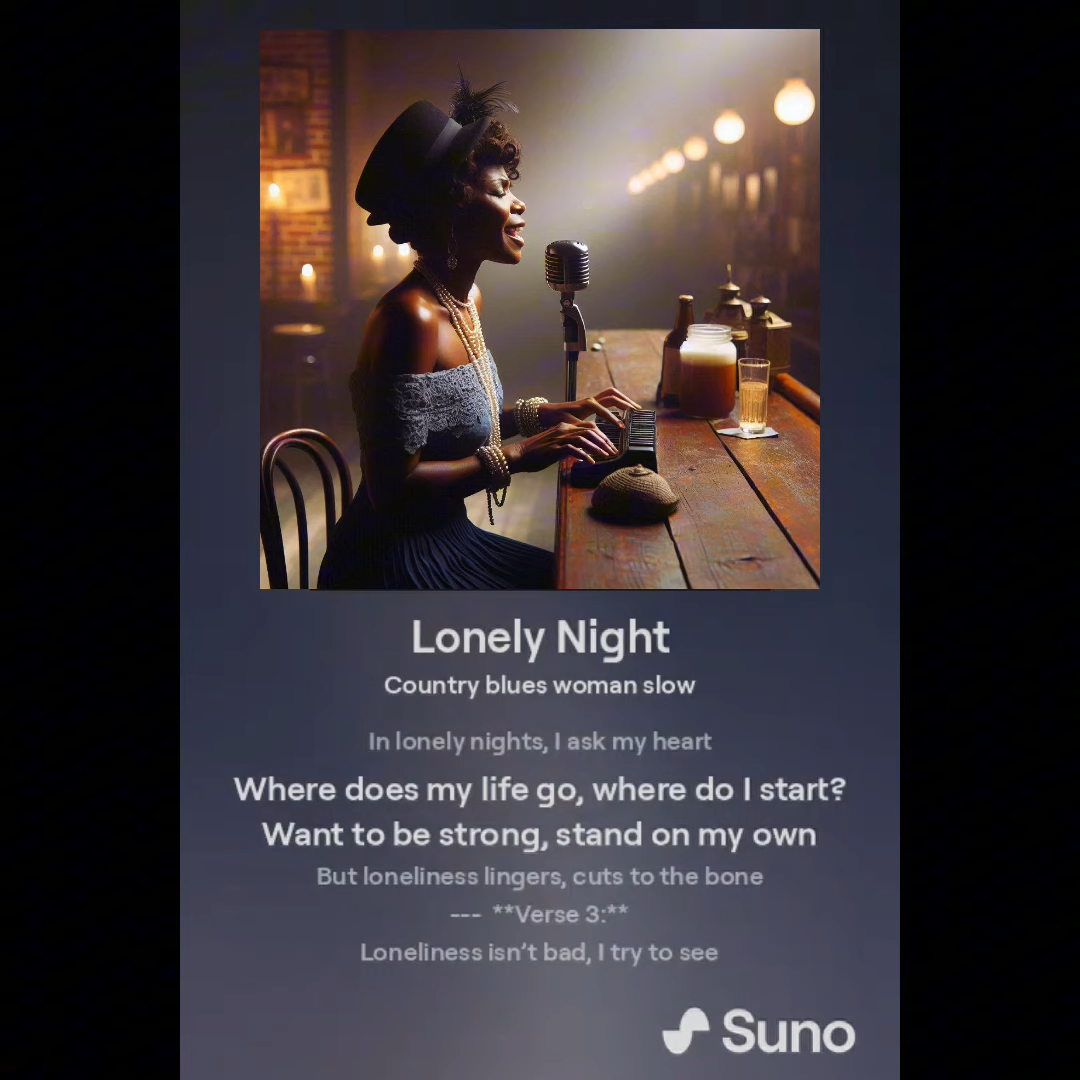 Lonely Night
Country blues woman slow
In lonely nights, I ask my heart
Where does my life go, where do I start?
Want to be strong, stand on my own
But loneliness lingers, cuts to the bone
--- **Verse 3:**
Loneliness isn’t bad, I try to see
Suno